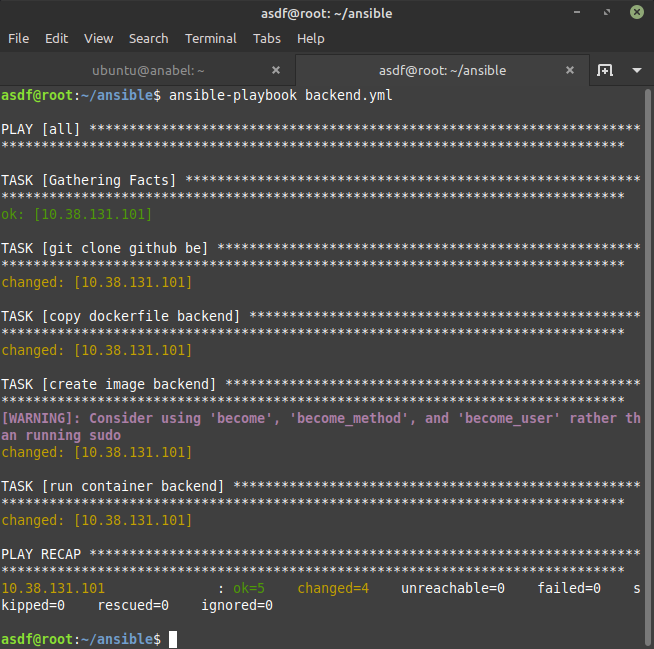 asdf@root: ~/ansible
File Edit View Search Terminal Tabs Help
ubuntu@anabel: ~ × asdf@root: ~/ansible ×
asdf@root:~/ansible$ ansible-playbook backend.yml
PLAY [all] *********************************************************************
******************************************************************************
TASK [Gathering Facts] *********************************************************
******************************************************************************
ok: [10.38.131.101]
TASK [git clone github be] *****************************************************
******************************************************************************
changed: [10.38.131.101]
TASK [copy dockerfile backend] *************************************************
******************************************************************************
changed: [10.38.131.101]
TASK [create image backend] ****************************************************
******************************************************************************
[WARNING]: Consider using 'become', 'become_method', and 'become_user' rather th
an running sudo
changed: [10.38.131.101]
TASK [run container backend] ***************************************************
******************************************************************************
changed: [10.38.131.101]
PLAY RECAP *********************************************************************
******************************************************************************
10.38.131.101              : ok=5    changed=4    unreachable=0    failed=0    s
kipped=0    rescued=0    ignored=0
asdf@root:~/ansible$